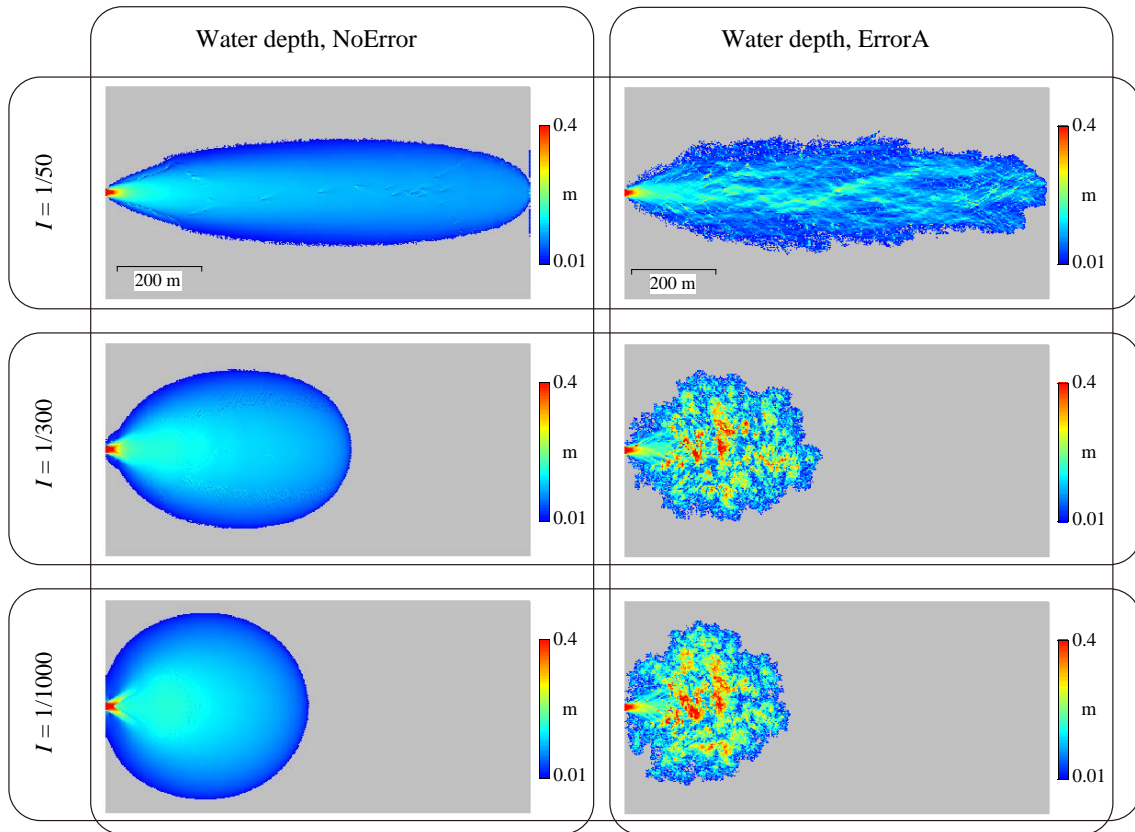 Water depth, NoError
Water depth, ErrorA
I = 1/50
0.4
m
0.01
200 m
0.4
m
0.01
200 m
I = 1/300
0.4
m
0.01
0.4
m
0.01
I = 1/1000
0.4
m
0.01
0.4
m
0.01